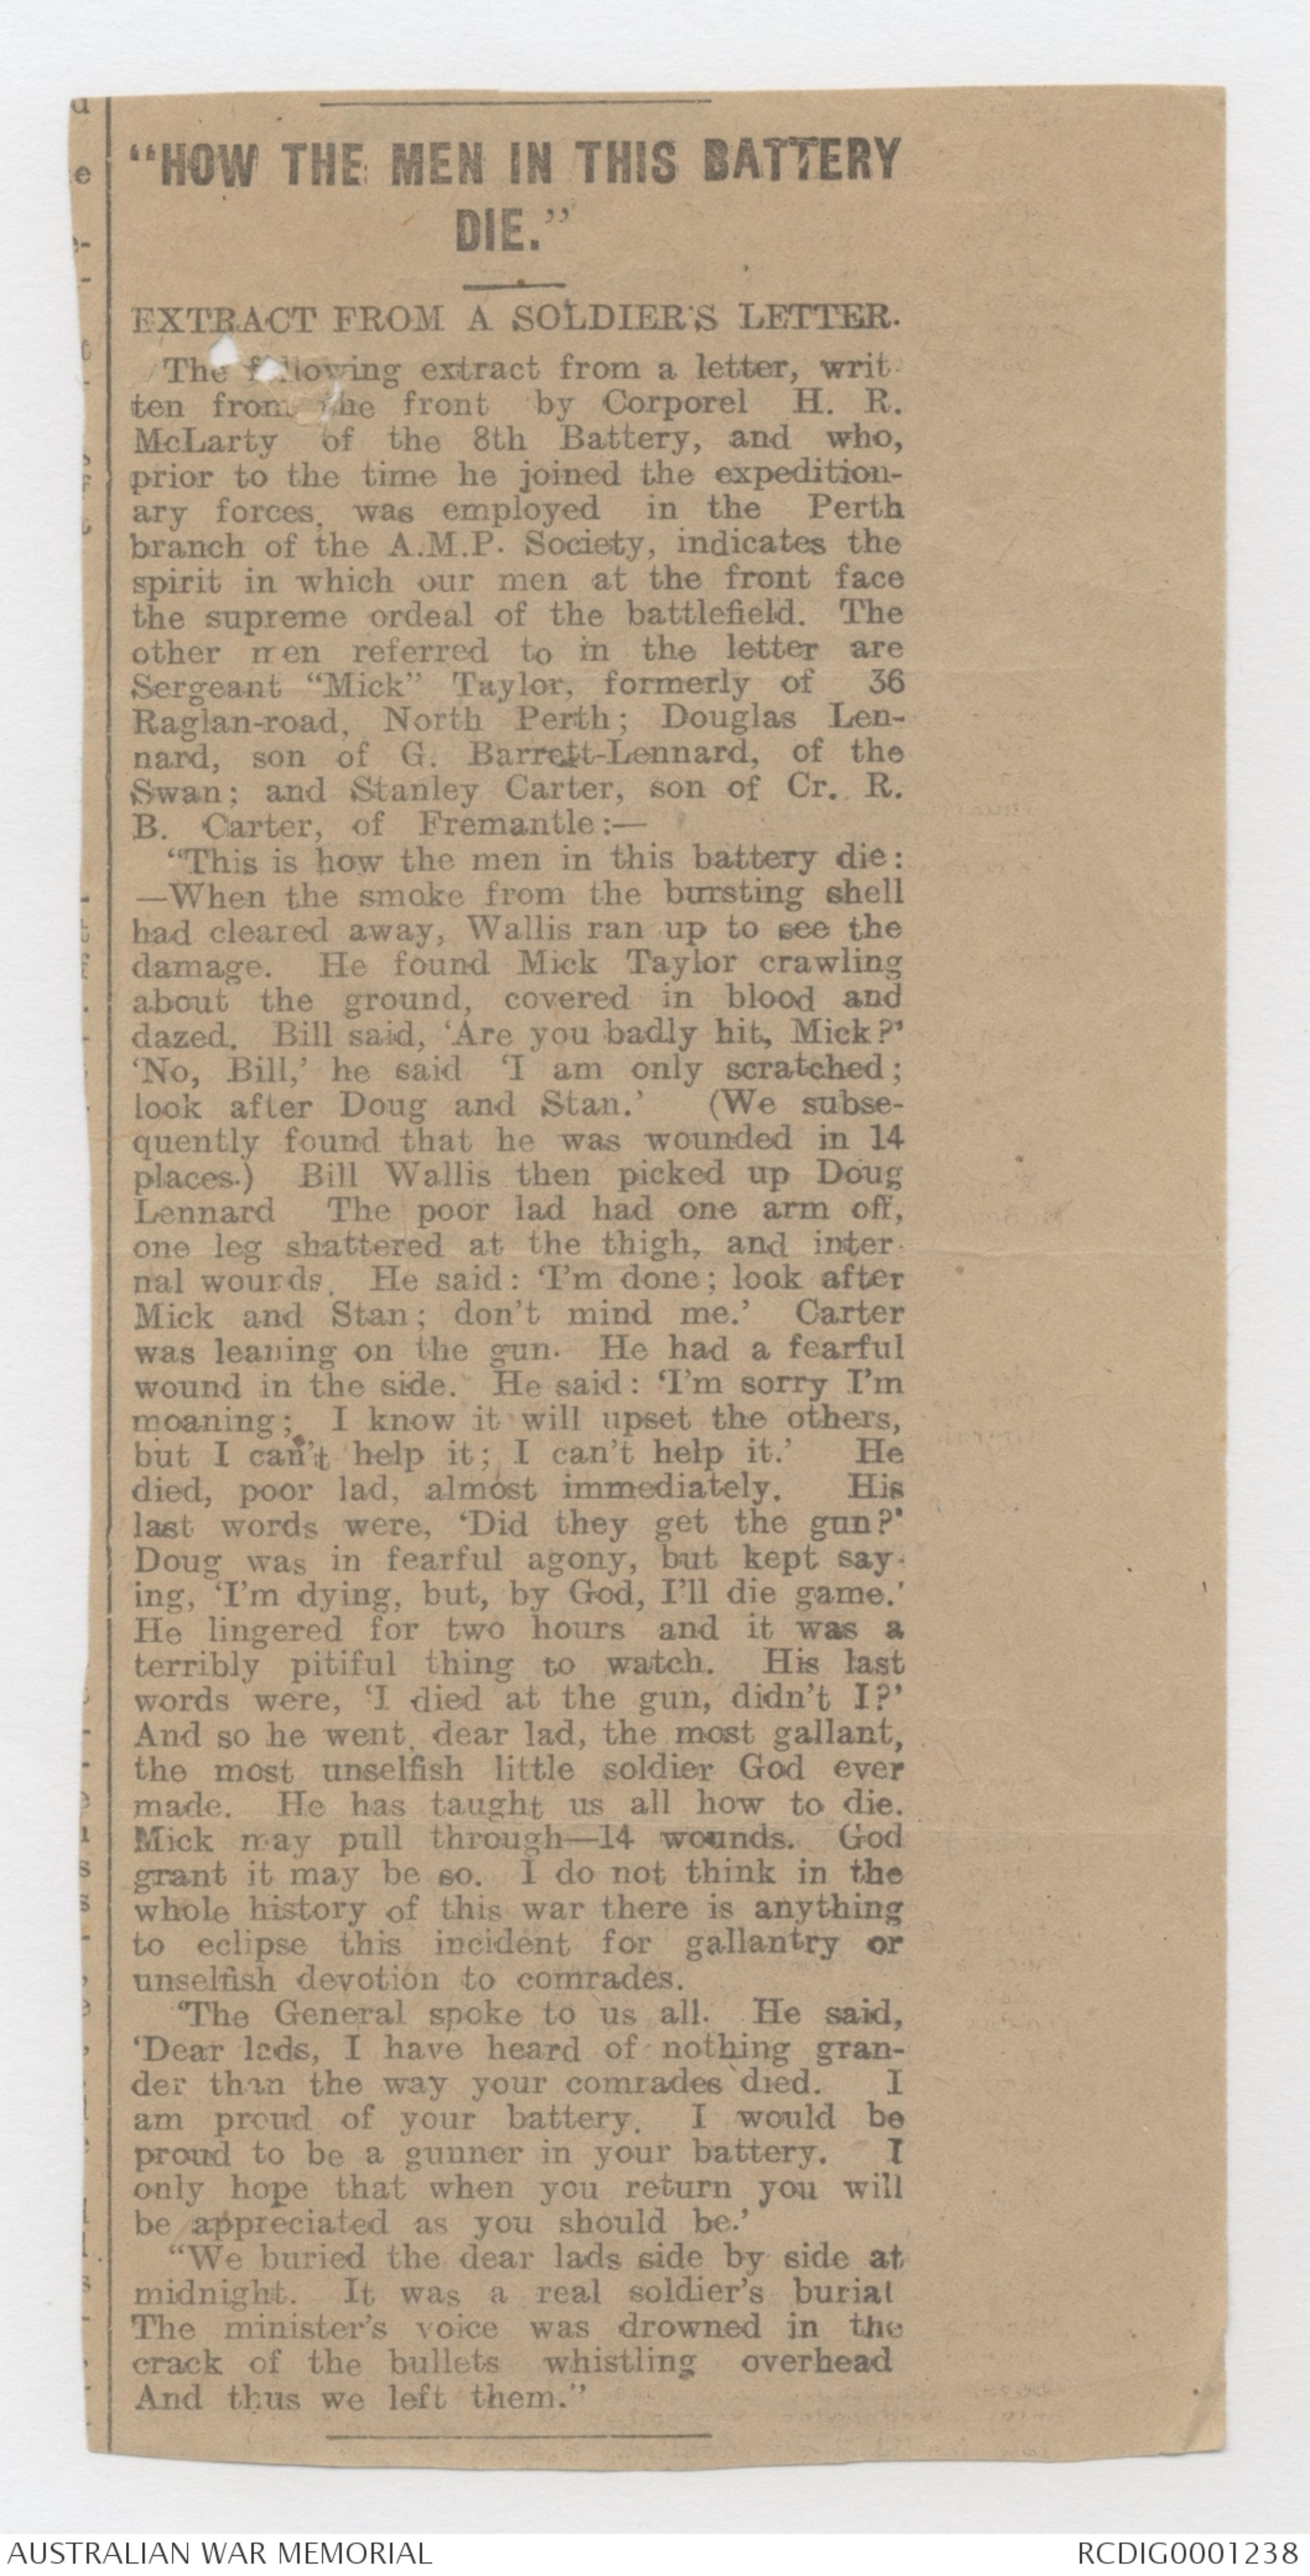 "HOW THE MEN IN THIS BATTERY
DIE."
EXTRACT FROM A SOLDIER'S LETTER.
The following extract from a letter, writ-
ten from the front by Corporel H. R.
McLarty of the 8th Battery, and who,
prior to the time he joined the expedition-
ary forces, was employed in the Perth
branch of the A.M.P. Society, indicates the
spirit in which our men at the front face
the supreme ordeal of the battlefield. The
other men referred to in the letter are
Sergeant "Mick" Taylor, formerly of 36
Raglan-road, North Perth; Douglas Len-
nard, son of G. Barrett-Lennard, of the
Swan; and Stanley Carter, son of Cr. R.
B. Carter, of Fremantle:—
"This is how the men in this battery die:
—When the smoke from the bursting shell
had cleared away, Wallis ran up to see the
damage. He found Mick Taylor crawling
about the ground, covered in blood and
dazed. Bill said, 'Are you badly hit, Mick?'
'No, Bill,' he said 'I am only scratched;
look after Doug and Stan.' (We subse-
quently found that he was wounded in 14
places.) Bill Wallis then picked up Doug
Lennard The poor lad had one arm off,
one leg shattered at the thigh, and inter-
nal wounds. He said: 'I'm done; look after
Mick and Stan; don't mind me.' Carter
was leaning on the gun. He had a fearful
wound in the side. He said: 'I'm sorry I'm
moaning; I know it will upset the others,
but I can't help it; I can't help it.' He
died, poor lad, almost immediately. His
last words were, 'Did they get the gun?'
Doug was in fearful agony, but kept say-
ing, 'I'm dying, but, by God, I'll die game.'
He lingered for two hours and it was a
terribly pitiful thing to watch. His last
words were, 'I died at the gun, didn't I?'
And so he went, dear lad, the most gallant,
the most unselfish little soldier God ever
made. He has taught us all how to die.
Mick may pull through—14 wounds. God
grant it may be so. I do not think in the
whole history of this war there is anything
to eclipse this incident for gallantry or
unselfish devotion to comrades.
'The General spoke to us all. He said,
'Dear lads, I have heard of nothing gran-
der than the way your comrades died. I
am proud of your battery. I would be
proud to be a gunner in your battery. I
only hope that when you return you will
be appreciated as you should be.'
"We buried the dear lads side by side at
midnight. It was a real soldier's burial
The minister's voice was drowned in the
crack of the bullets whistling overhead
And thus we left them."
AUSTRALIAN WAR MEMORIAL
RCDIG0001238